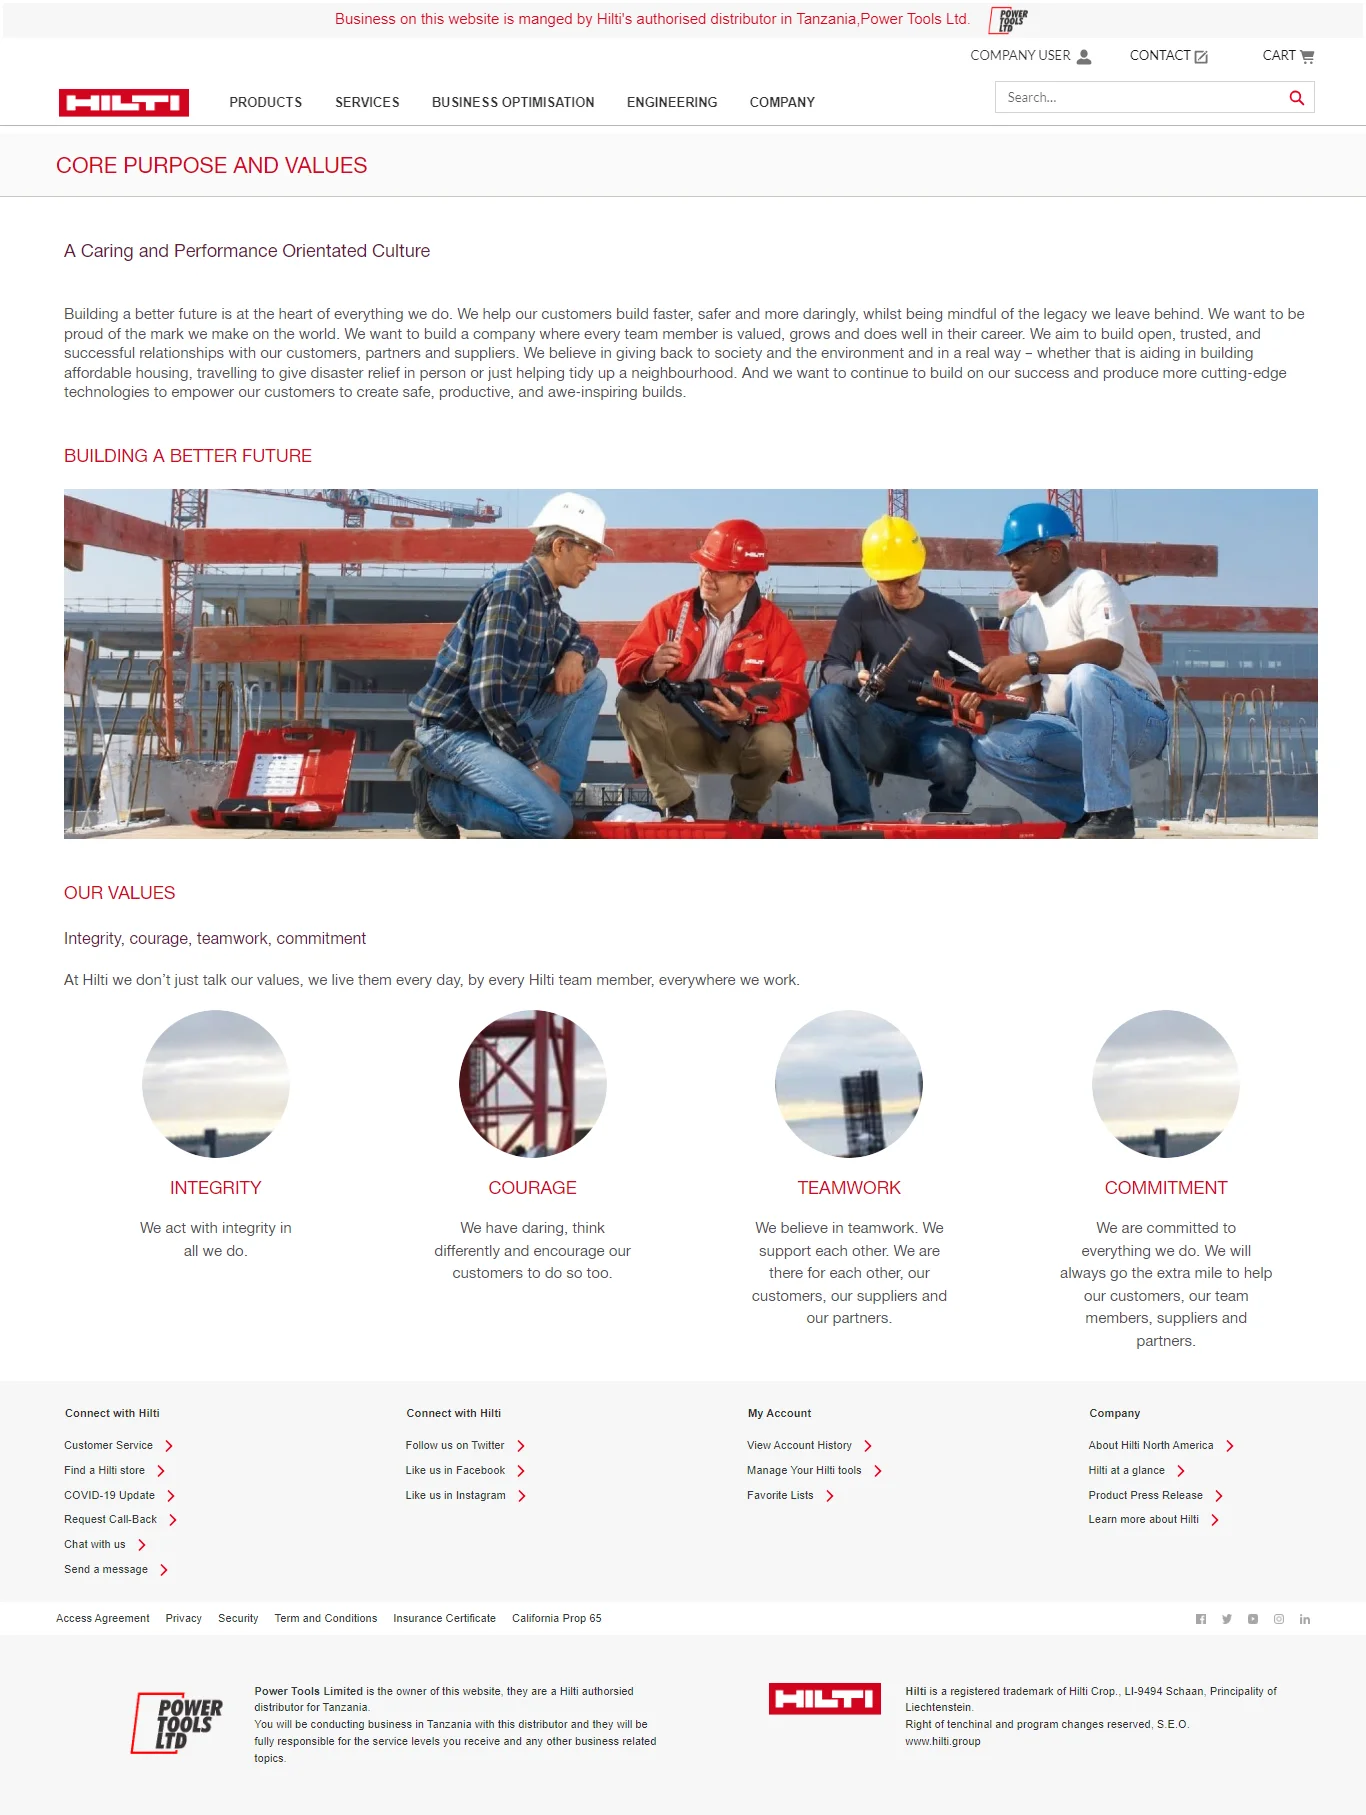 Business on this website is manged by Hilti's authorised distributor in Tanzania,Power Tools Ltd.
POWER
TOOLS
LTD
COMPANY USER
CONTACT
CART
HILTI
PRODUCTS
SERVICES
BUSINESS OPTIMISATION
ENGINEERING
COMPANY
Search...
CORE PURPOSE AND VALUES
A Caring and Performance Orientated Culture
Building a better future is at the heart of everything we do. We help our customers build faster, safer and more daringly, whilst being mindful of the legacy we leave behind. We want to be
proud of the mark we make on the world. We want to build a company where every team member is valued, grows and does well in their career. We aim to build open, trusted, and
successful relationships with our customers, partners and suppliers. We believe in giving back to society and the environment and in a real way – whether that is aiding in building
affordable housing, travelling to give disaster relief in person or just helping tidy up a neighbourhood. And we want to continue to build on our success and produce more cutting-edge
technologies to empower our customers to create safe, productive, and awe-inspiring builds.
BUILDING A BETTER FUTURE
HILTI
HILTI
OUR VALUES
Integrity, courage, teamwork, commitment
At Hilti we don’t just talk our values, we live them every day, by every Hilti team member, everywhere we work.
INTEGRITY
We act with integrity in
all we do.
COURAGE
We have daring, think
differently and encourage our
customers to do so too.
TEAMWORK
We believe in teamwork. We
support each other. We are
there for each other, our
customers, our suppliers and
our partners.
COMMITMENT
We are committed to
everything we do. We will
always go the extra mile to help
our customers, our team
members, suppliers and
partners.
Connect with Hilti
Customer Service
Find a Hilti store
COVID-19 Update
Request Call-Back
Chat with us
Send a message
Connect with Hilti
Follow us on Twitter
Like us in Facebook
Like us in Instagram
My Account
View Account History
Manage Your Hilti tools
Favorite Lists
Company
About Hilti North America
Hilti at a glance
Product Press Release
Learn more about Hilti
Access Agreement
Privacy
Security
Term and Conditions
Insurance Certificate
California Prop 65
POWER
TOOLS
LTD
Power Tools Limited is the owner of this website, they are a Hilti authorsied
distributor for Tanzania.
You will be conducting business in Tanzania with this distributor and they will be
fully responsible for the service levels you receive and any other business related
topics.
HILTI
Hilti is a registered trademark of Hilti Crop., LI-9494 Schaan, Principality of
Liechtenstein.
Right of tenchinal and program changes reserved, S.E.O.
www.hilti.group